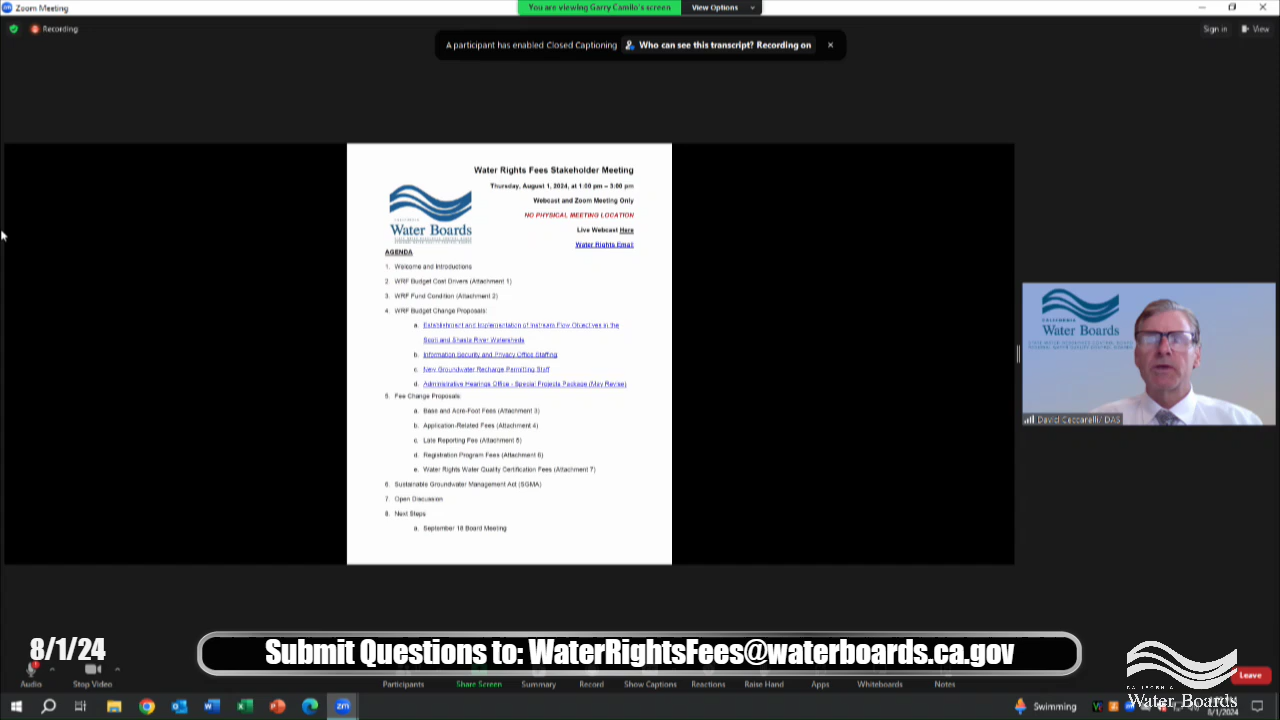 Zoom Meeting
You are viewing Garry Camilo's screen
View Options
Recording
A participant has enabled Closed Captioning
Who can see this transcript? Recording on
Sign in
View
Water Rights Fees Stakeholder Meeting
Thursday, August 1, 2024, at 1:00 pm – 3:00 pm
Webcast and Zoom Meeting Only
NO PHYSICAL MEETING LOCATION
Live Webcast Here
Water Rights Email
CALIFORNIA
Water Boards
AGENDA
1. Welcome and Introductions
2. WRF Budget Cost Drivers (Attachment 1)
3. WRF Fund Condition (Attachment 2)
4. WRF Budget Change Proposals:
a. Establishment and Implementation of Instream Flow Objectives in the
Scott and Shasta River Watersheds
b. Information Security and Privacy Office Staffing
c. New Groundwater Recharge Permitting Staff
d. Administrative Hearings Office - Special Projects Package (May Revise)
5. Fee Change Proposals:
a. Base and Acre-Foot Fees (Attachment 3)
b. Application-Related Fees (Attachment 4)
c. Late Reporting Fee (Attachment 5)
d. Registration Program Fees (Attachment 6)
e. Water Rights Water Quality Certification Fees (Attachment 7)
6. Sustainable Groundwater Management Act (SGMA)
7. Open Discussion
8. Next Steps:
a. September 18 Board Meeting
CALIFORNIA
Water Boards
David Ceccarelli/ DAS
8/1/24
Submit Questions to: WaterRightsFees@waterboards.ca.gov
Water Boards
Audio
Stop Video
Participants
Share Screen
Summary
Record
Show Captions
Reactions
Raise Hand
Apps
Whiteboards
Notes
Leave
Swimming
8/1/2024